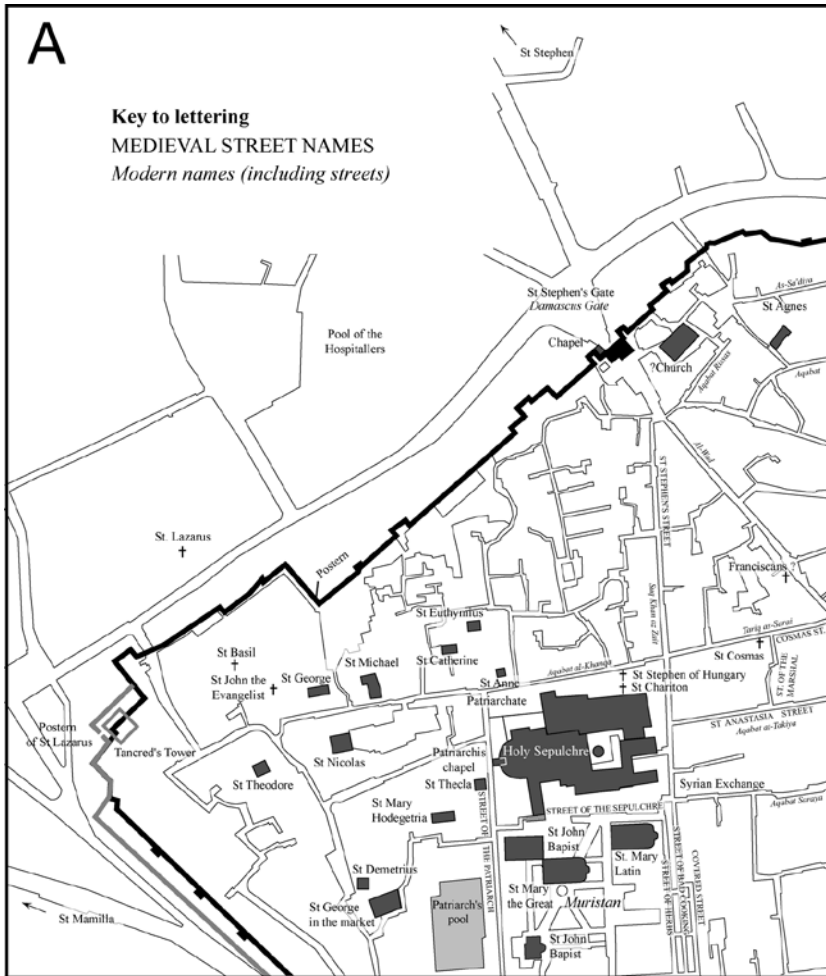 A
St Stephen
Key to lettering
MEDIEVAL STREET NAMES
Modern names (including streets)
St Stephen's Gate
Damascus Gate
As-Sa'diya
St Agnes
Pool of the
Hospitallers
Chapel
?Church
Aqabat Rusas
Aqabat
Al-Wad
ST STEPHEN'S STREET
St. Lazarus
Postern
Franciscans ?
Suq Khan ez Zait
St Euthymius
Tariq as-Serai
COSMAS ST.
St Basil
St Michael
St Catherine
Aqabat al-Khanqa
St Cosmas
St John the
Evangelist
St George
St Anne
St Stephen of Hungary
St Chariton
ST. OF THE
MARSHAL
Patriarchate
Postern
of St Lazarus
Tancred's Tower
St Nicolas
Holy Sepulchre
ST ANASTASIA STREET
Aqabat at-Takiya
Patriarchs
chapel
St Theodore
St Thecla
Syrian Exchange
Aqabat Saraya
St Mary
Hodegetria
STREET OF THE PATRIARCH
STREET OF THE SEPULCHRE
St John
Bapist
St. Mary
Latin
STREET OF HERBS
STREET OF BAD COOKING
COVERED STREET
St Demetrius
St Mary
the Great
Muristan
St George
in the market
Patriarch's
pool
St Mamilla
St John
Bapist